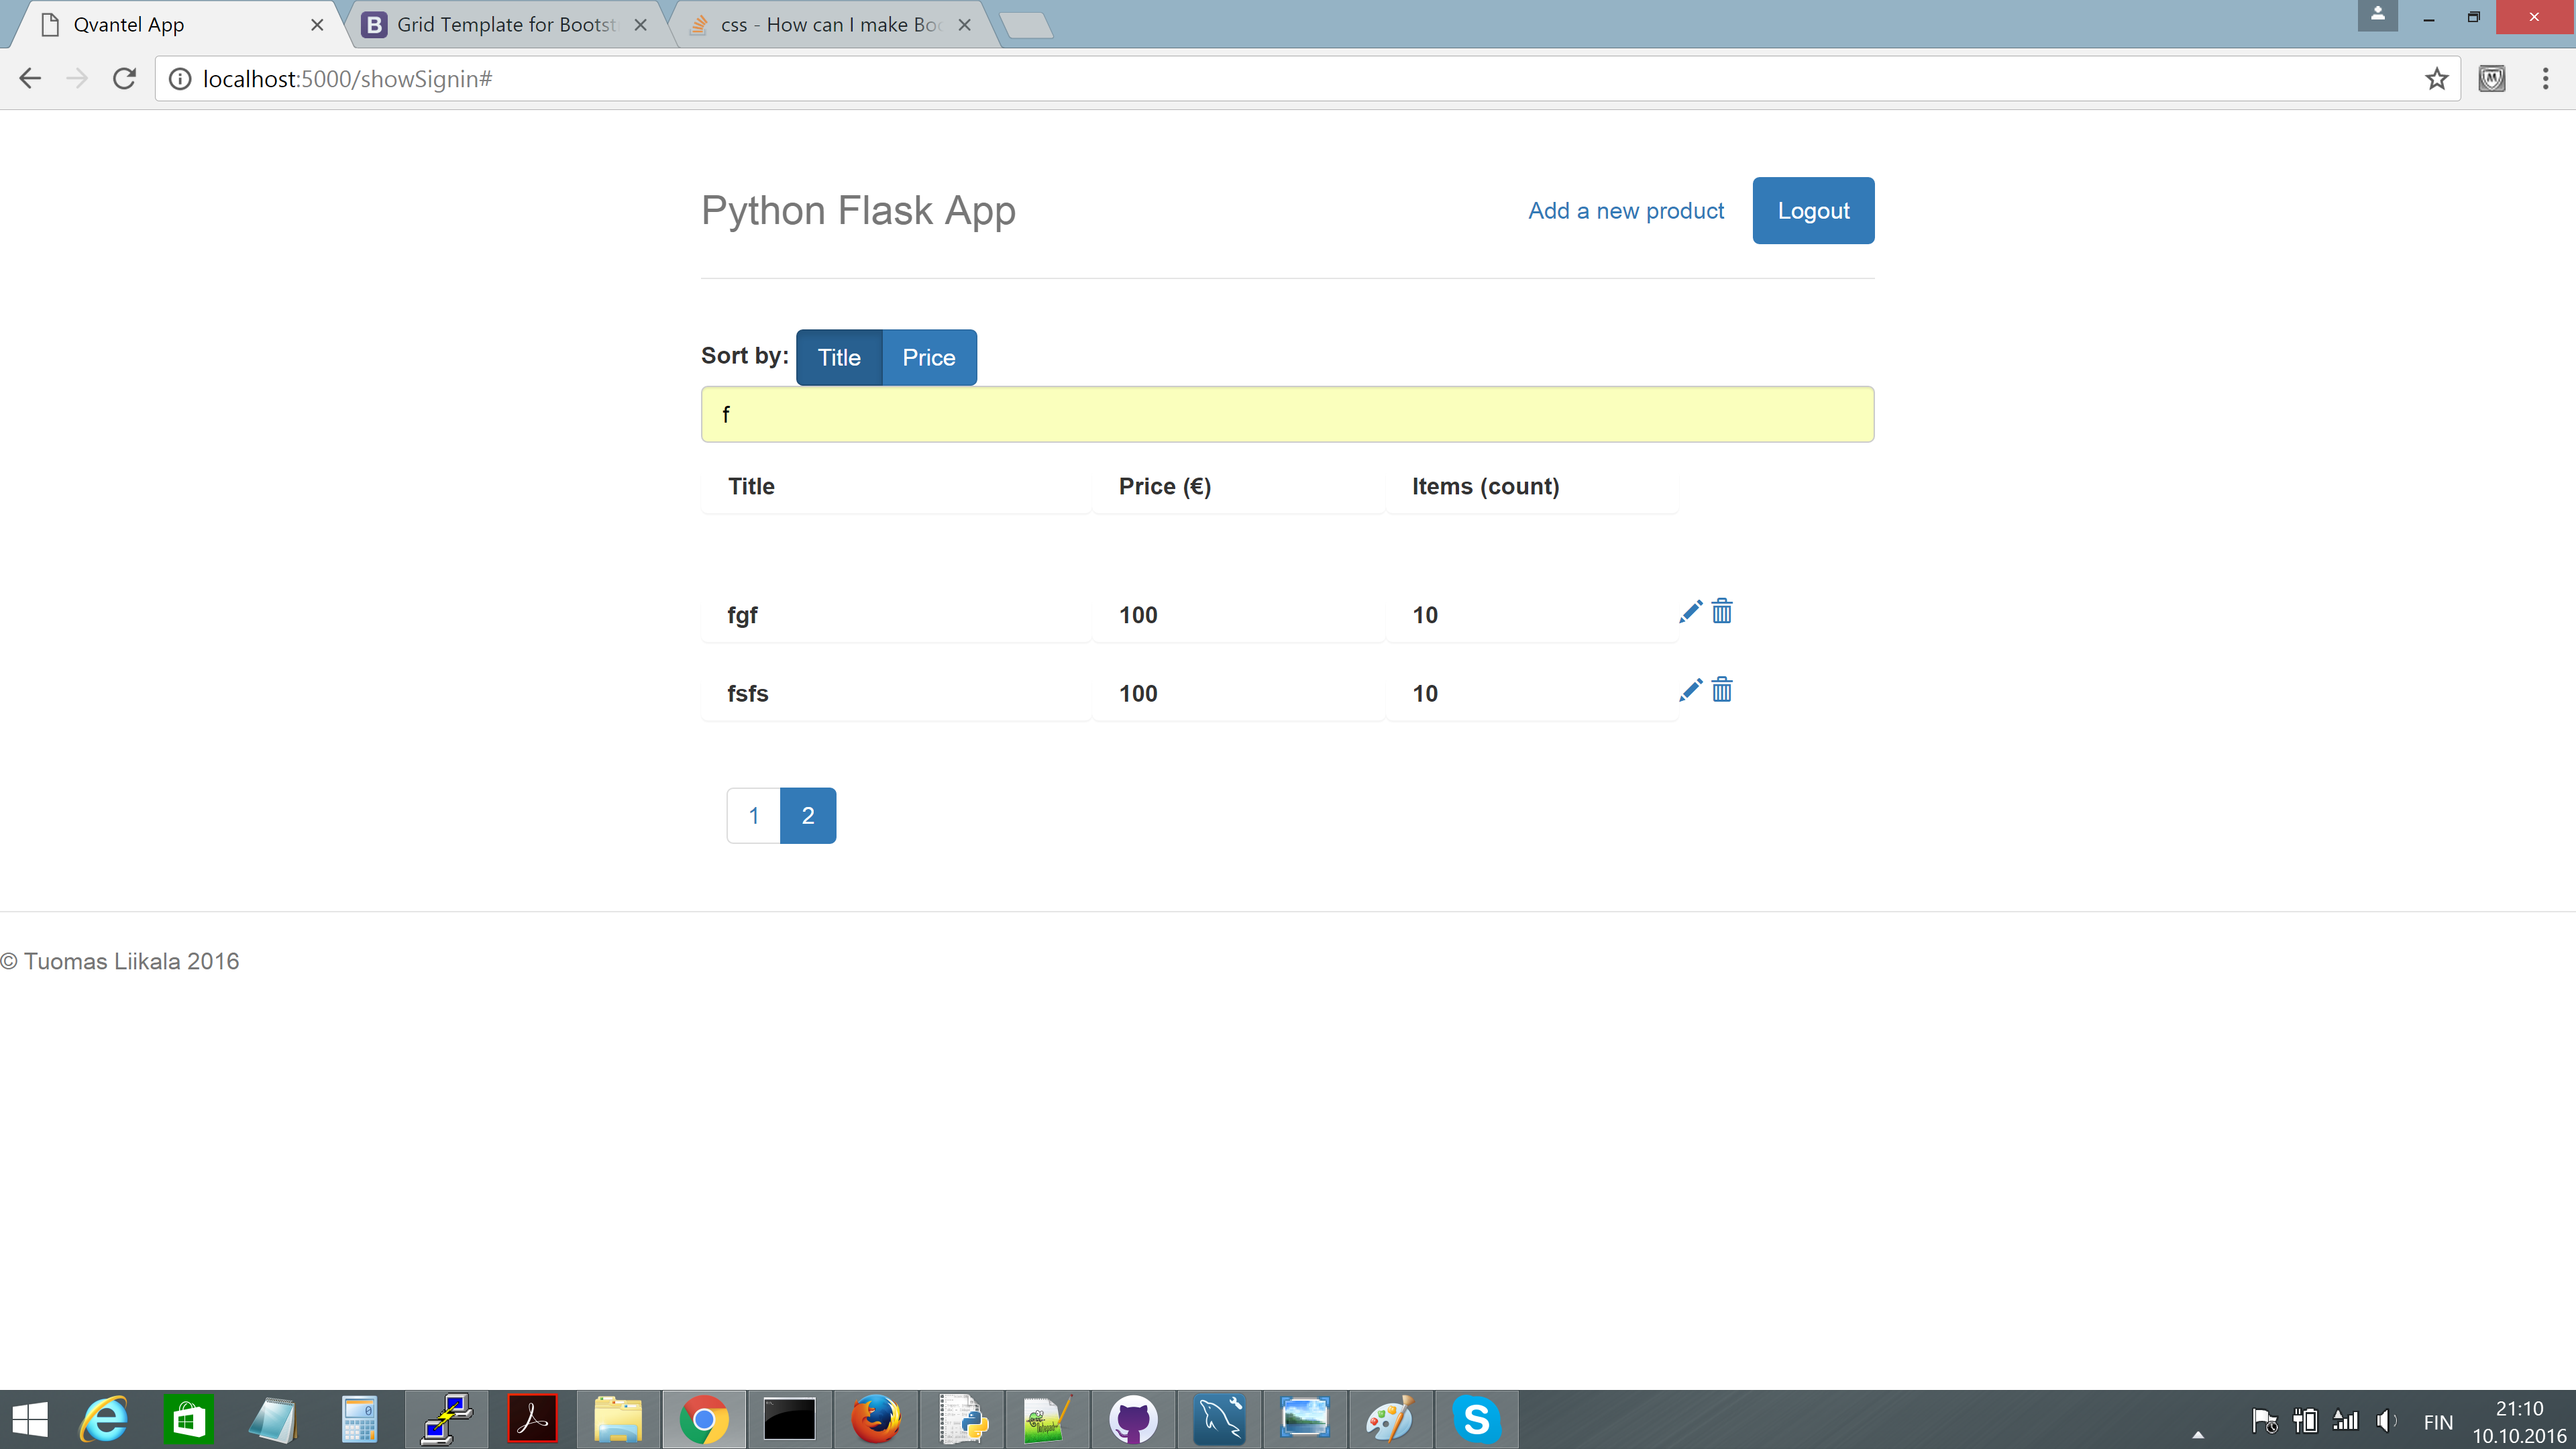 Qvantel App
Grid Template for Bootst
css - How can I make Boo
localhost:5000/showSignin#
Python Flask App
Add a new product
Logout
Sort by:
Title
Price
f
Title
Price (€)
Items (count)
fgf
100
10
fsfs
100
10
1
2
© Tuomas Liikala 2016
FIN
21:10
10.10.2016